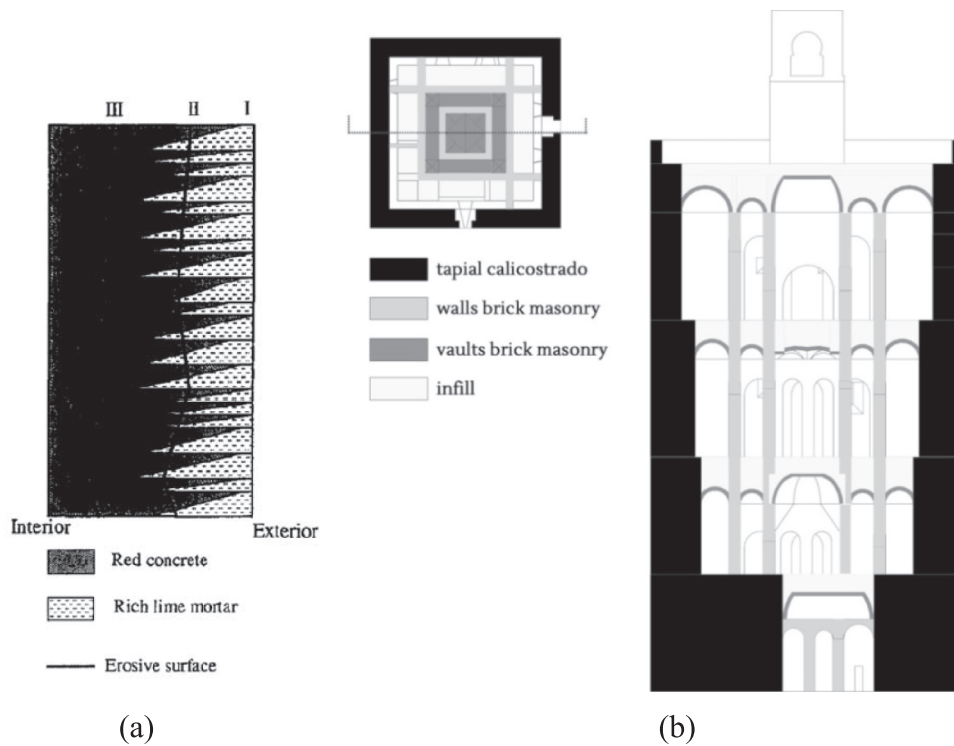 III II I
Interior Exterior
Red concrete
Rich lime mortar
Erosive surface
tapial calicostrado
walls brick masonry
vaults brick masonry
infill
(a) (b)